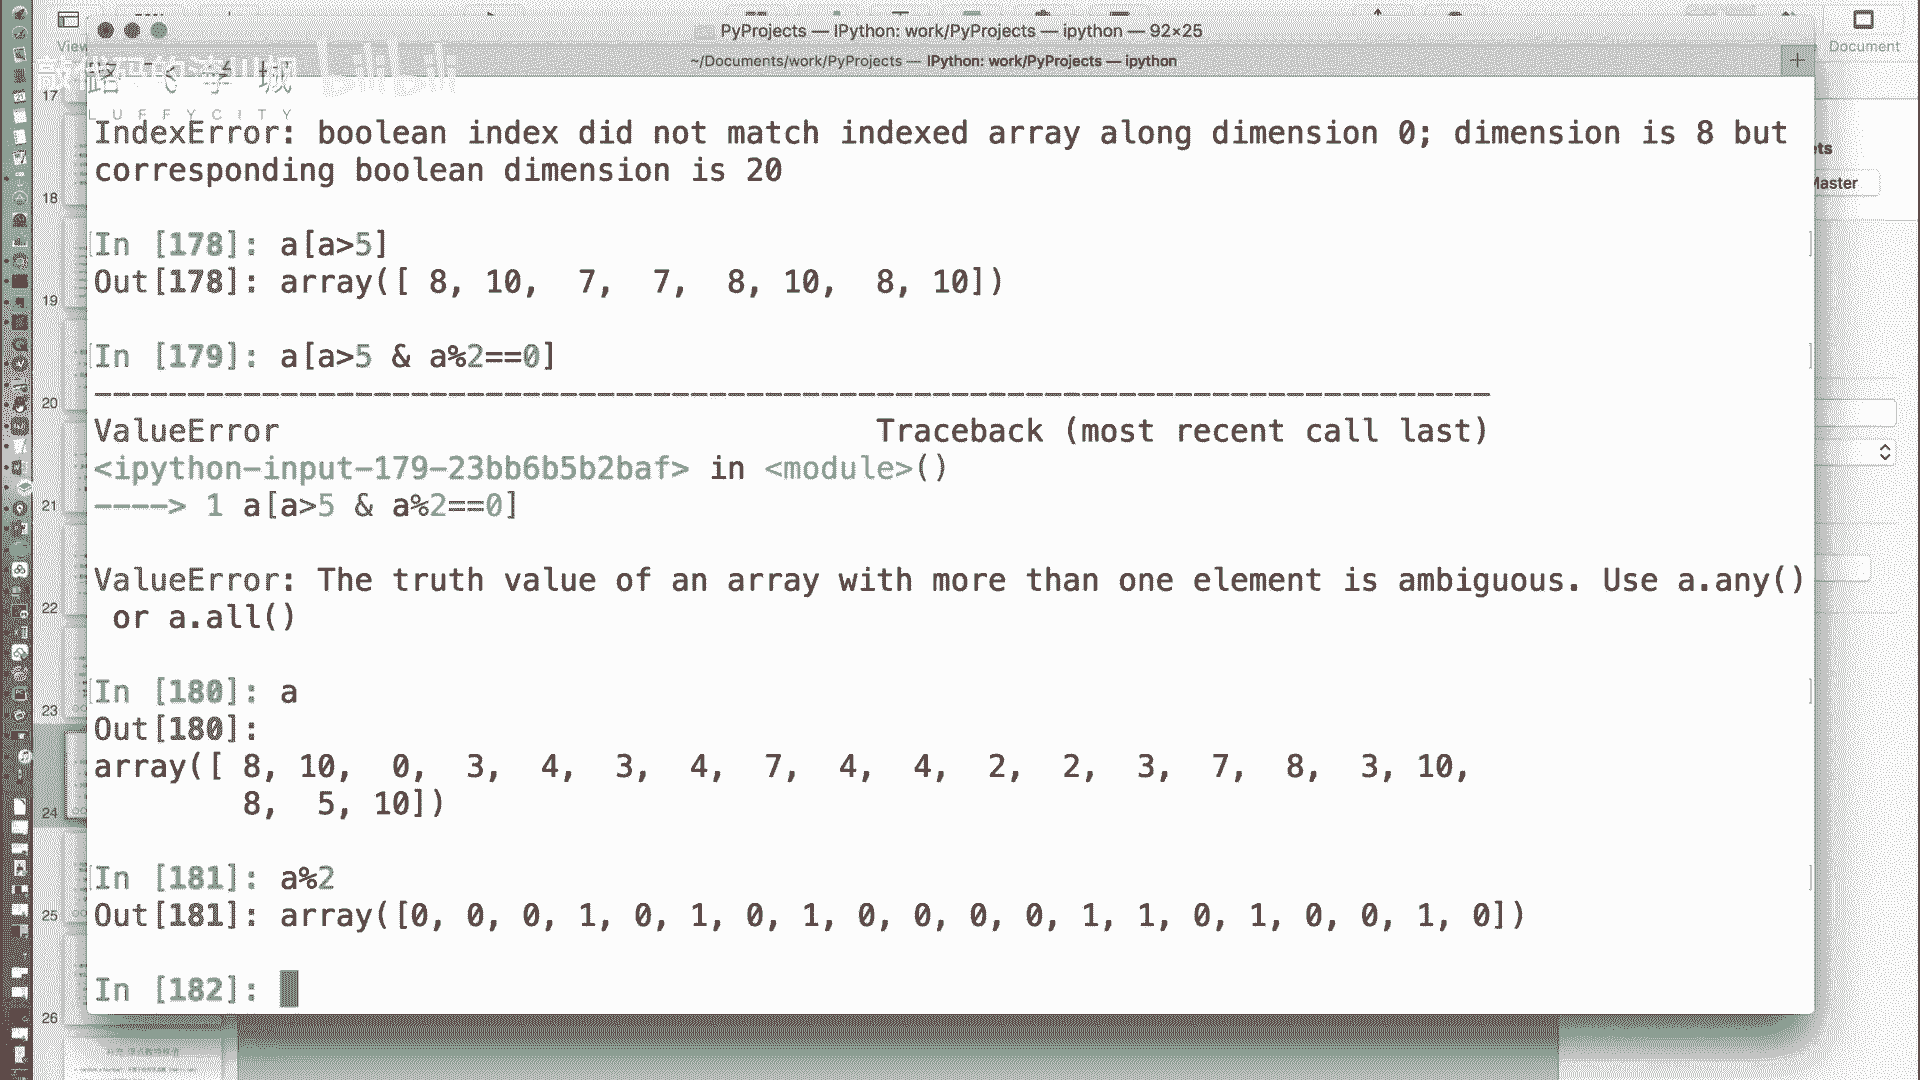 PyProjects — IPython: work/PyProjects — ipython — 92×25
View
Document
~/Documents/work/PyProjects — IPython: work/PyProjects — ipython
+
LUFFYCITY
IndexError: boolean index did not match indexed array along dimension 0; dimension is 8 but
corresponding boolean dimension is 20
In [178]: a[a>5]
Out[178]: array([ 8, 10,  7,  7,  8, 10,  8, 10])
In [179]: a[a>5 & a%2==0]
---------------------------------------------------------------------------
ValueError                                Traceback (most recent call last)
<ipython-input-179-23bb6b5b2baf> in <module>()
----> 1 a[a>5 & a%2==0]
ValueError: The truth value of an array with more than one element is ambiguous. Use a.any()
or a.all()
In [180]: a
Out[180]:
array([ 8, 10,  0,  3,  4,  3,  4,  7,  4,  4,  2,  2,  3,  7,  8,  3, 10,
8,  5, 10])
In [181]: a%2
Out[181]: array([0, 0, 0, 1, 0, 1, 0, 1, 0, 0, 0, 0, 1, 1, 0, 1, 0, 0, 1, 0])
In [182]:
17
18
19
20
21
22
23
24
25
26
ets
Master